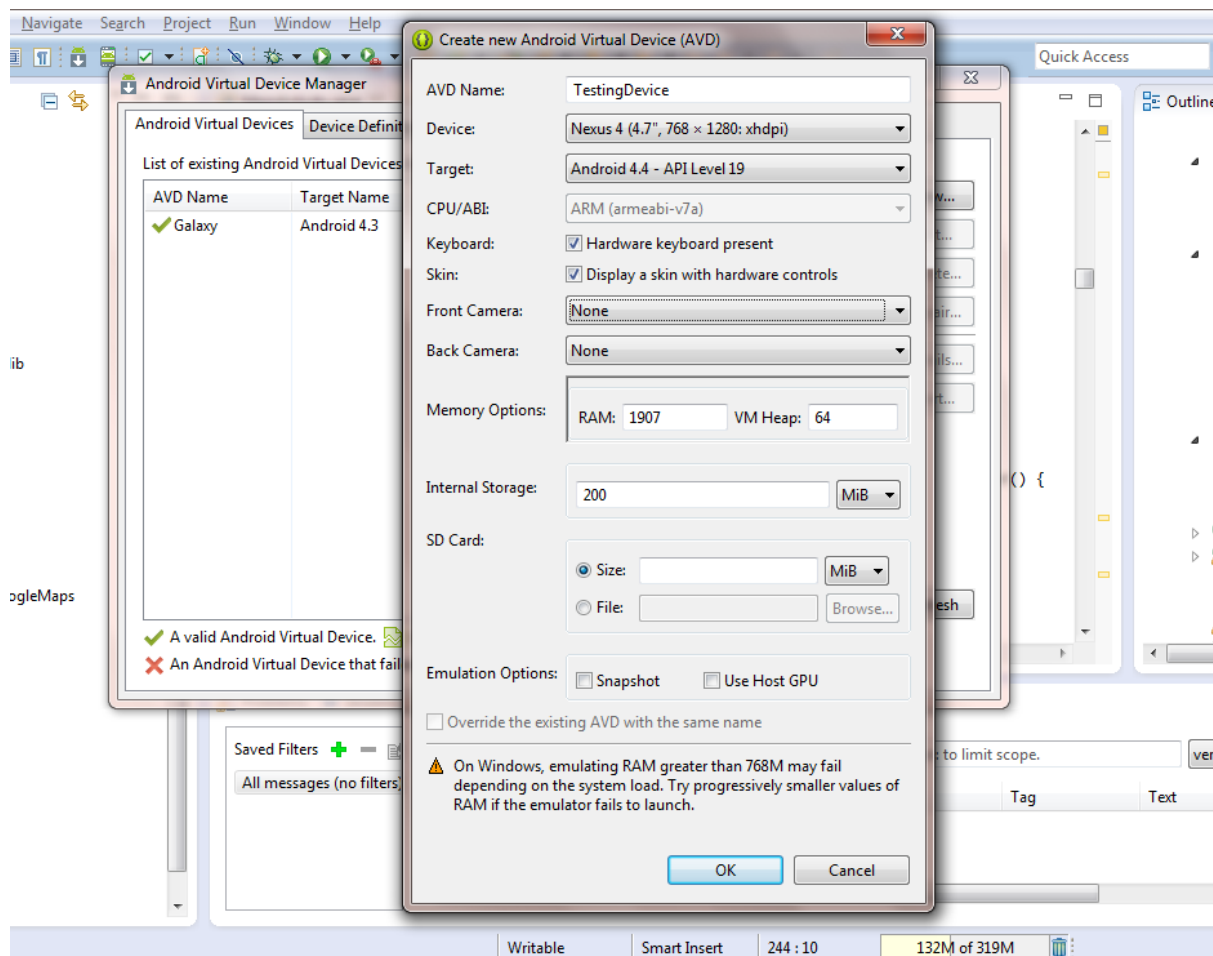 Navigate Search Project Run Window Help
Quick Access
Outline
Android Virtual Device Manager
Android Virtual Devices
Device Definit
List of existing Android Virtual Devices
AVD Name Target Name
Galaxy Android 4.3
A valid Android Virtual Device.
An Android Virtual Device that fail
Create new Android Virtual Device (AVD)
AVD Name: TestingDevice
Device: Nexus 4 (4.7", 768 × 1280: xhdpi)
Target: Android 4.4 - API Level 19
CPU/ABI: ARM (armeabi-v7a)
Keyboard: Hardware keyboard present
Skin: Display a skin with hardware controls
Front Camera: None
Back Camera: None
Memory Options: RAM: 1907 VM Heap: 64
Internal Storage: 200 MiB
SD Card:
Size: MiB
File: Browse...
Emulation Options: Snapshot Use Host GPU
Override the existing AVD with the same name
On Windows, emulating RAM greater than 768M may fail
depending on the system load. Try progressively smaller values of
RAM if the emulator fails to launch.
OK Cancel
w...
t...
te...
air...
ils...
rt...
esh
() {
lib
ogleMaps
Saved Filters
All messages (no filters)
: to limit scope.
ver
Tag Text
Writable Smart Insert 244 : 10 132M of 319M